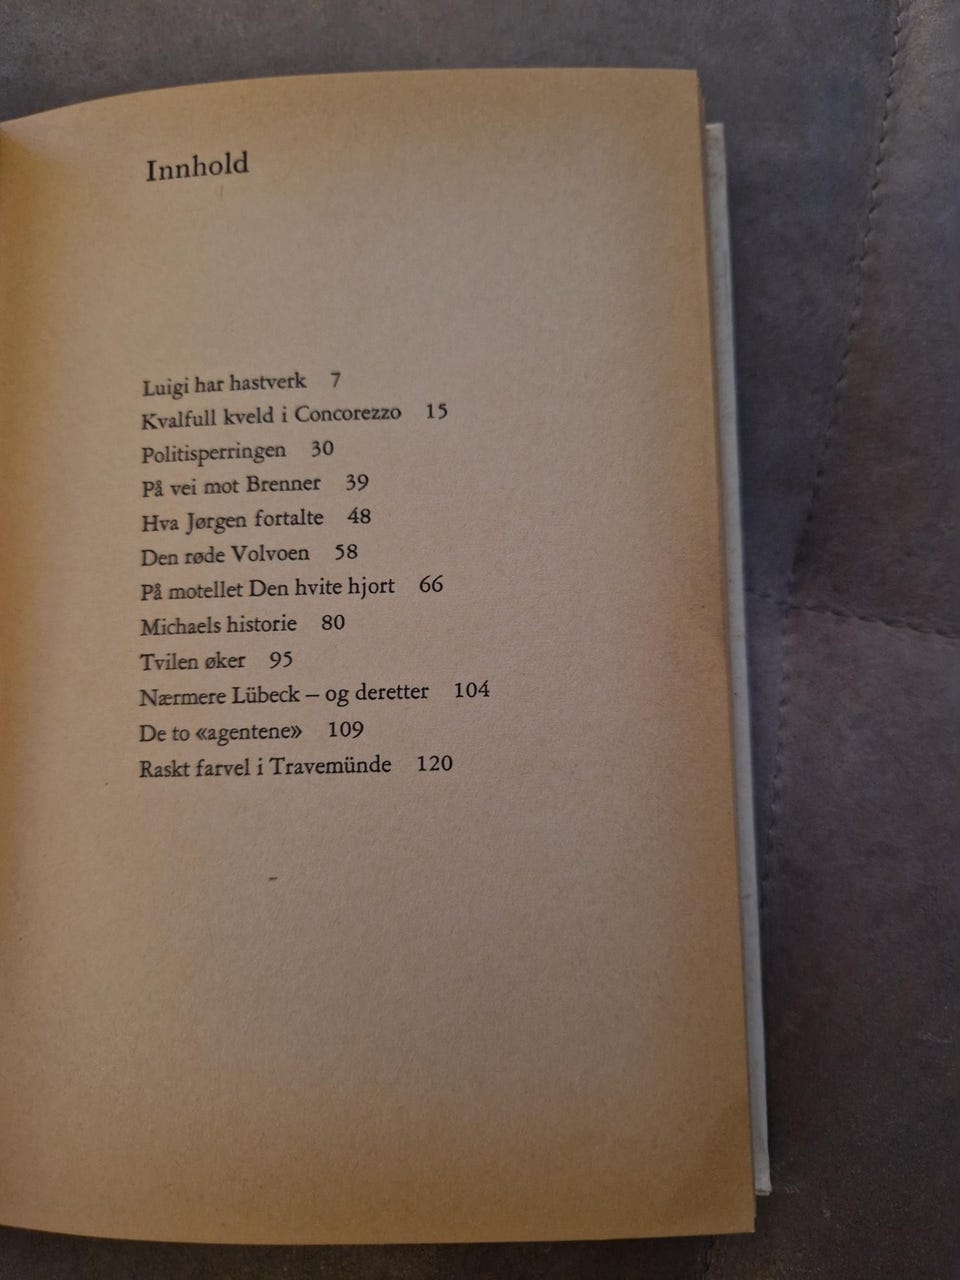 Innhold
Luigi har hastverk 7
Kvalfull kveld i Concorezzo 15
Politisperringen 30
På vei mot Brenner 39
Hva Jørgen fortalte 48
Den røde Volvoen 58
På motellet Den hvite hjort 66
Michaels historie 80
Tvilen øker 95
Nærmere Lübeck – og deretter 104
De to «agentene» 109
Raskt farvel i Travemünde 120